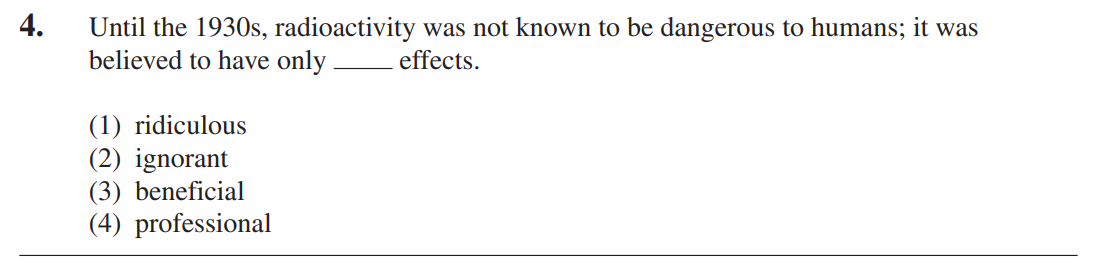 4. Until the 1930s, radioactivity was not known to be dangerous to humans; it was
believed to have only ____ effects.
(1) ridiculous
(2) ignorant
(3) beneficial
(4) professional